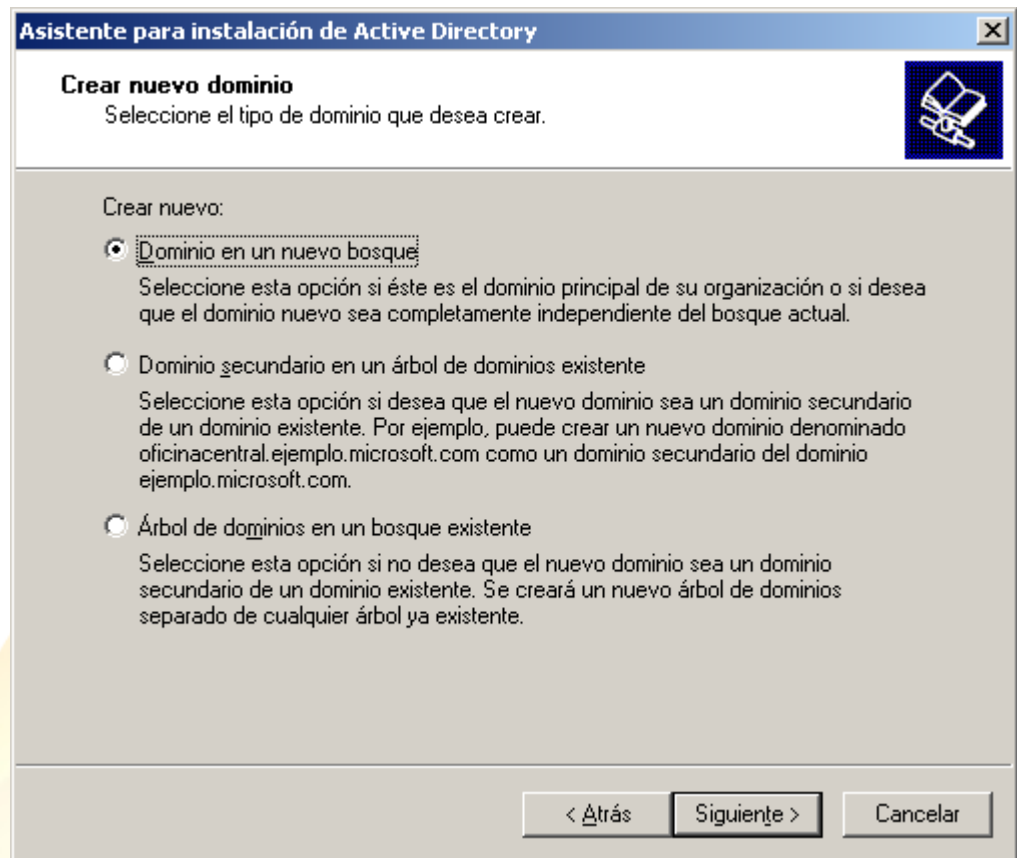 Asistente para instalación de Active Directory
Crear nuevo dominio
Seleccione el tipo de dominio que desea crear.
Crear nuevo:
Dominio en un nuevo bosque
Seleccione esta opción si éste es el dominio principal de su organización o si desea
que el dominio nuevo sea completamente independiente del bosque actual.
Dominio secundario en un árbol de dominios existente
Seleccione esta opción si desea que el nuevo dominio sea un dominio secundario
de un dominio existente. Por ejemplo, puede crear un nuevo dominio denominado
oficinacentral.ejemplo.microsoft.com como un dominio secundario del dominio
ejemplo.microsoft.com.
Árbol de dominios en un bosque existente
Seleccione esta opción si no desea que el nuevo dominio sea un dominio
secundario de un dominio existente. Se creará un nuevo árbol de dominios
separado de cualquier árbol ya existente.
< Atrás Siguiente > Cancelar